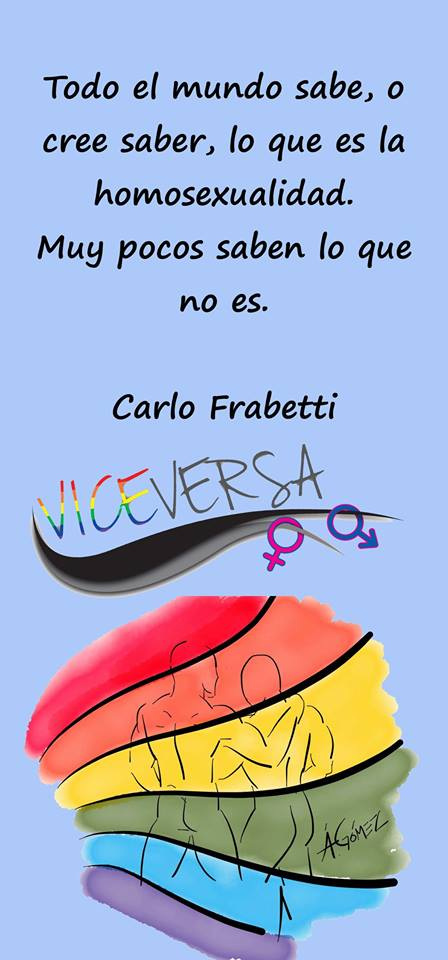 Todo el mundo sabe, o
cree saber, lo que es la
homosexualidad.
Muy pocos saben lo que
no es.
Carlo Frabetti
VICEVERSA
Á.GÓMEZ